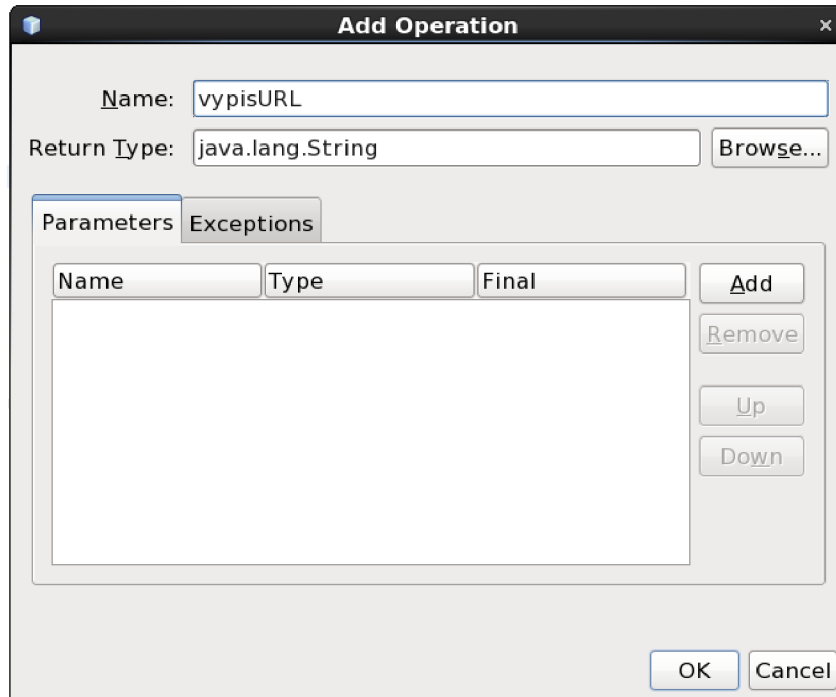 Add Operation
Name: vypisURL
Return Type: java.lang.String Browse...
Parameters Exceptions
Name Type Final Add
Remove
Up
Down
OK Cancel